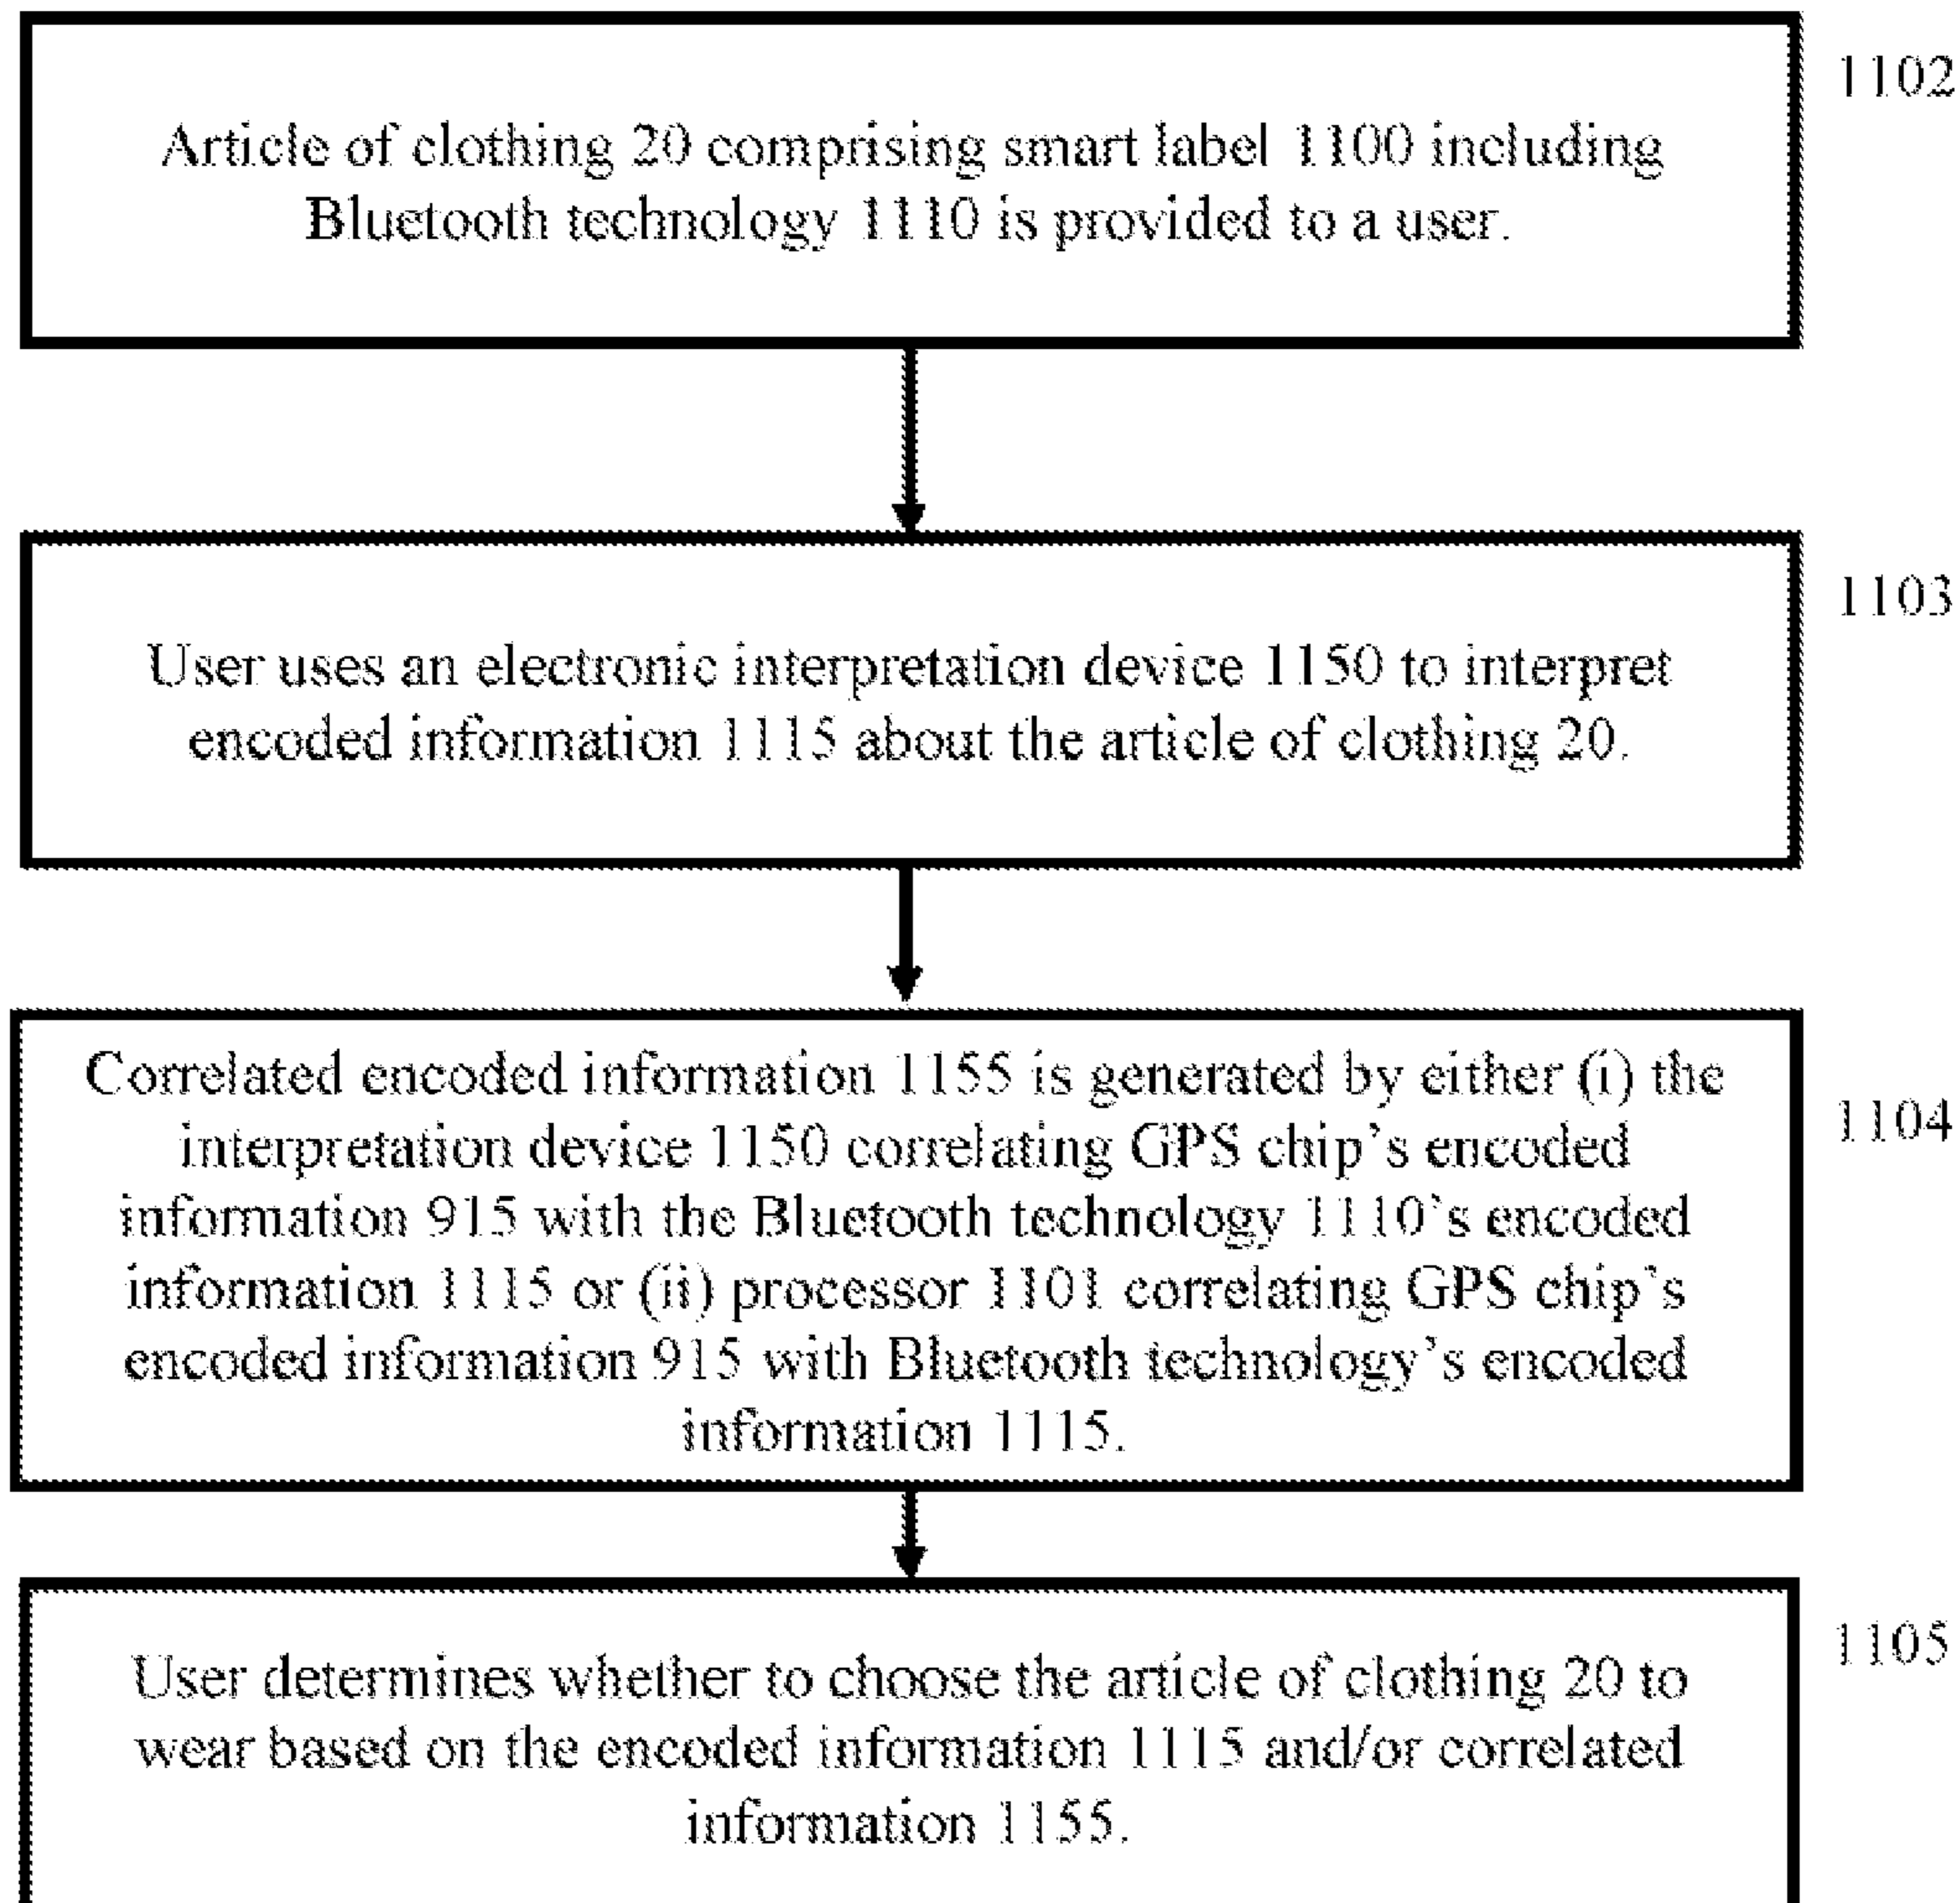 1102
Article of clothing 20 comprising smart label 1100 including
Bluetooth technology 1110 is provided to a user.
1103
User uses an electronic interpretation device 1150 to interpret
encoded information 1115 about the article of clothing 20.
1104
Correlated encoded information 1155 is generated by either (i) the
interpretation device 1150 correlating GPS chip's encoded
information 915 with the Bluetooth technology 1110's encoded
information 1115 or (ii) processor 1101 correlating GPS chip's
encoded information 915 with Bluetooth technology's encoded
information 1115.
1105
User determines whether to choose the article of clothing 20 to
wear based on the encoded information 1115 and/or correlated
information 1155.